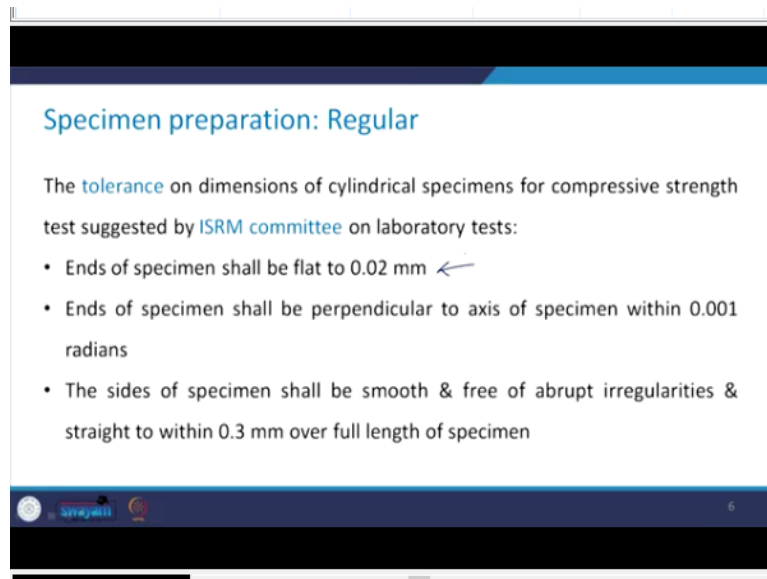 Specimen preparation: Regular
The tolerance on dimensions of cylindrical specimens for compressive strength
test suggested by ISRM committee on laboratory tests:
• Ends of specimen shall be flat to 0.02 mm
• Ends of specimen shall be perpendicular to axis of specimen within 0.001
radians
• The sides of specimen shall be smooth & free of abrupt irregularities &
straight to within 0.3 mm over full length of specimen
swayam
6